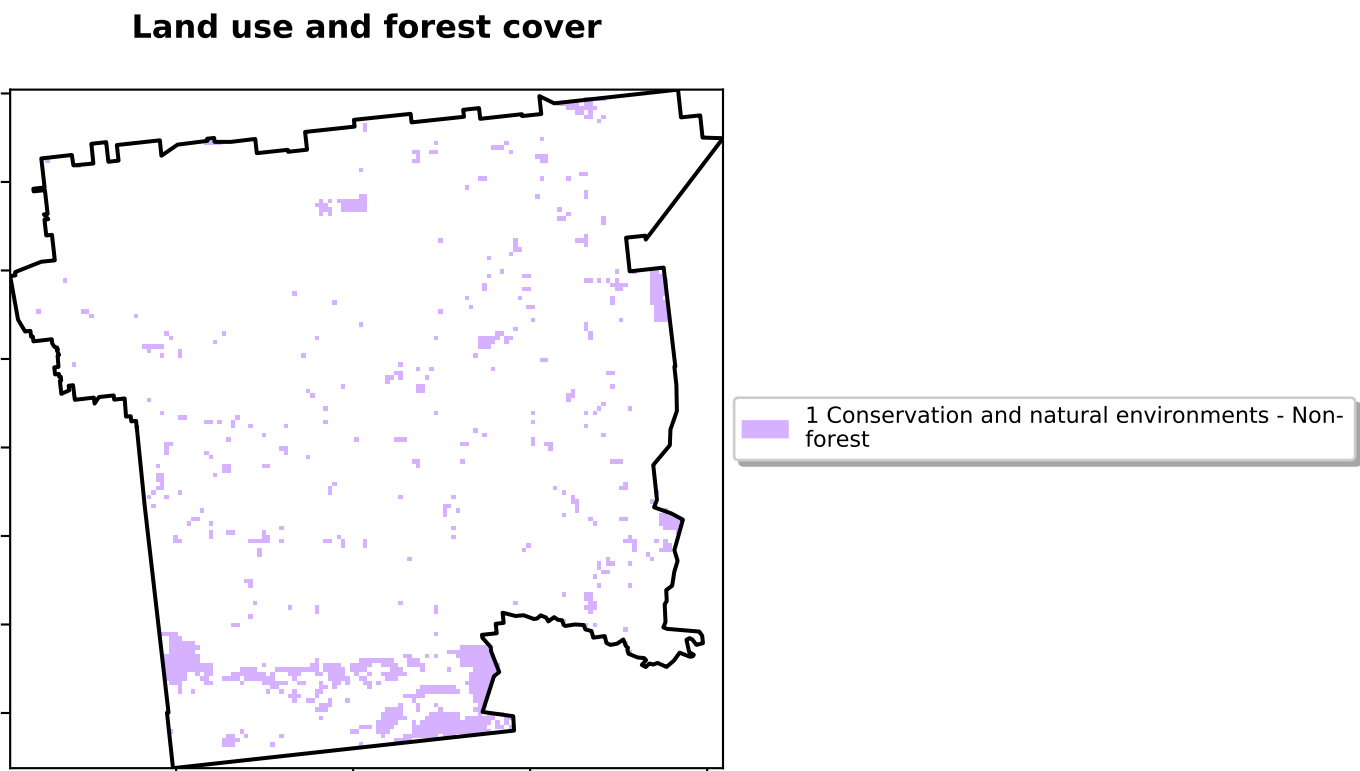 Land use and forest cover
1 Conservation and natural environments - Non-
forest